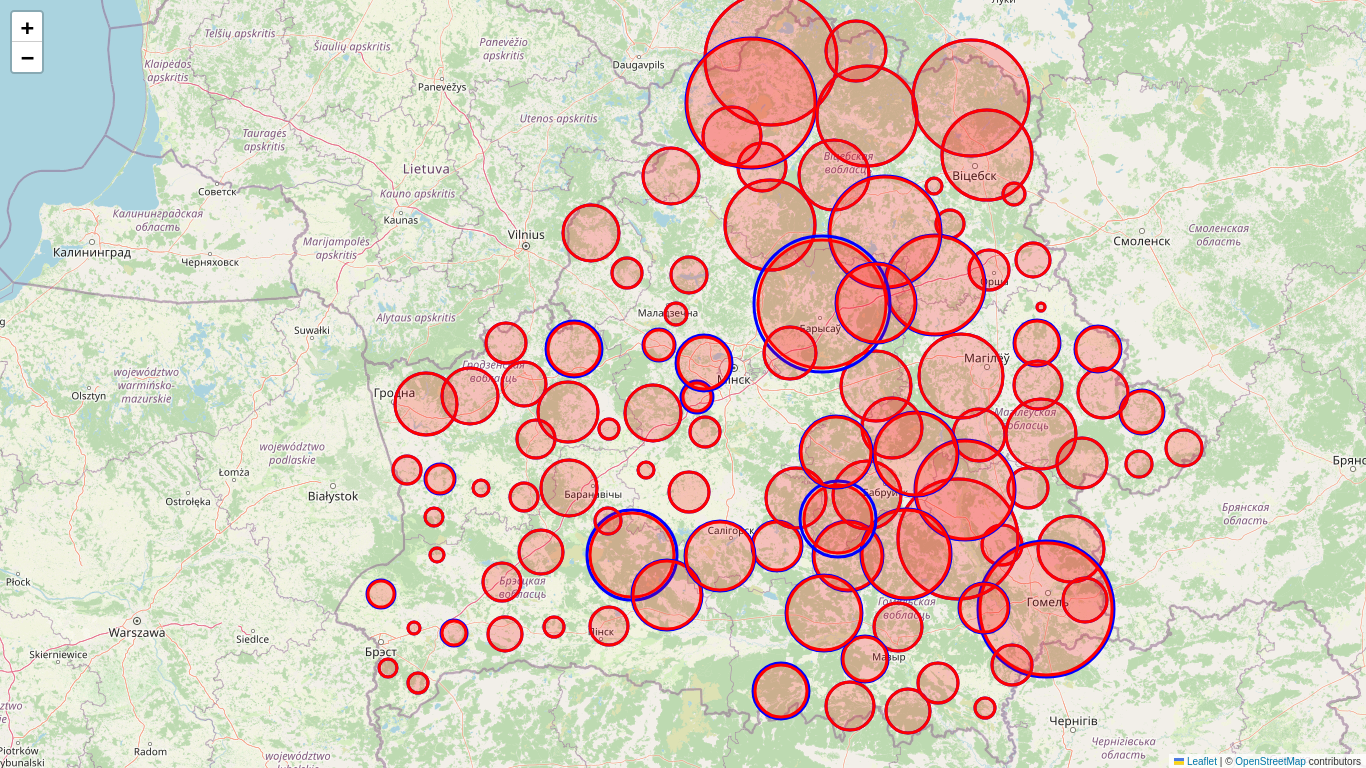 +
−
Луки
Telšių apskritis
Šiaulių apskritis
Panevėžio
apskritis
Daugavpils
Klaipėdos
apskritis
Panevėžys
Utenos apskritis
Tauragės
apskritis
Lietuva
Віцебская
вобласць
Віцебск
Советск
Kauno apskritis
Калининградская
область
Kaunas
Vilnius
Marijampolės
apskritis
Калининград
Черняховск
Смоленск
Смоленская
область
Орша
Маладзечна
Alytaus apskritis
Suwałki
Барысаў
Магілёў
Гродзенская
вобласць
województwo
warmińsko-
mazurskie
Мінск
Гродна
Olsztyn
Магілёўская
вобласць
województwo
podlaskie
Łomża
Брянс
Ostrołęka
Białystok
Баранавічы
Бабруйск
Брянская
область
Салігорск
Płock
Брэсцкая
вобласць
Гомельская
вобласць
Гомель
Warszawa
Siedlce
Пінск
Skierniewice
Брэст
Мазыр
Чернігів
Piotrków
Trybunalski
Radom
województwo
lubelskie
Чернігівська
область
Leaflet | © OpenStreetMap contributors